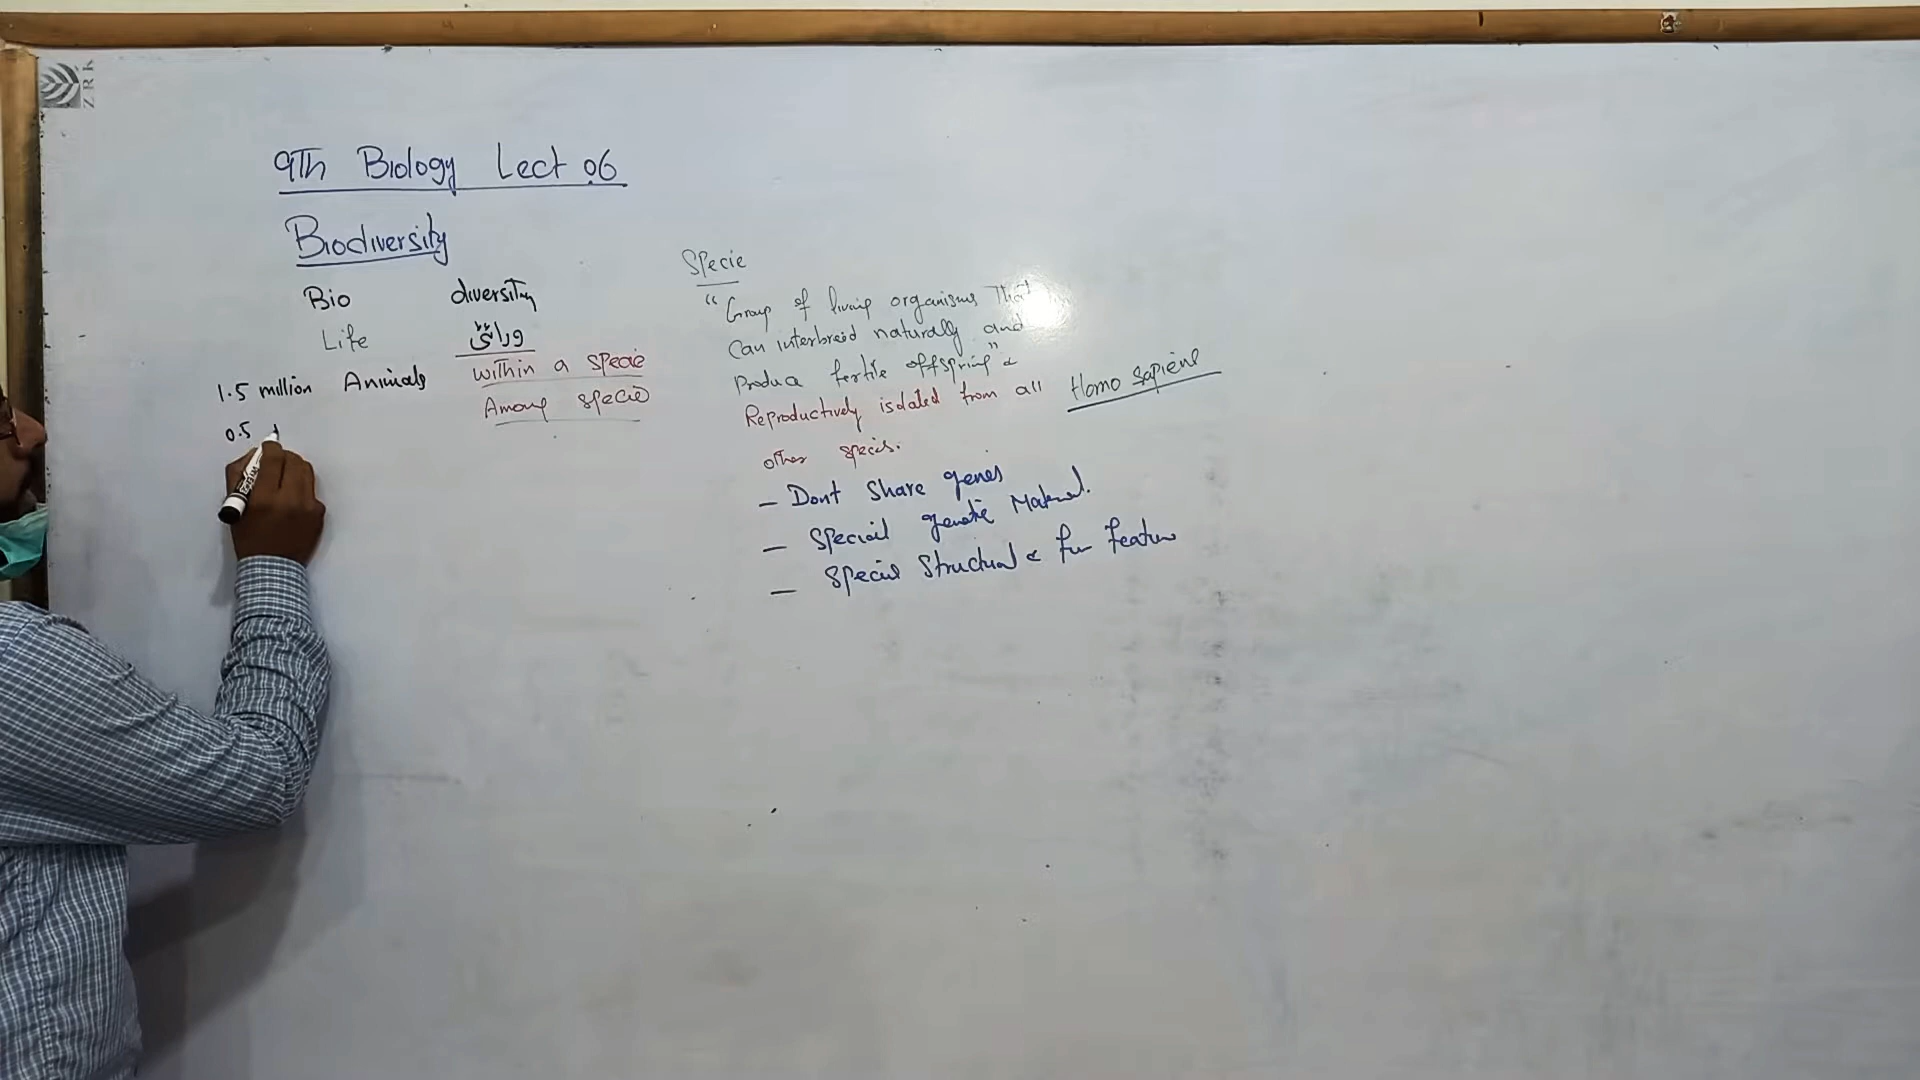 ZRK
9Th Biology Lect 06
Biodiversity
Bio diversity
Life ورائٹی
within a specie
1.5 million Animals
Among specie
0.5
Specie
“Group of living organisms That
Can interbreed naturally and
Produce fertile offspring” &
Reproductively isolated from all
other species.
Homo sapiens
– Dont Share genes
– Special genetic Material.
– Special Structural & fun feature